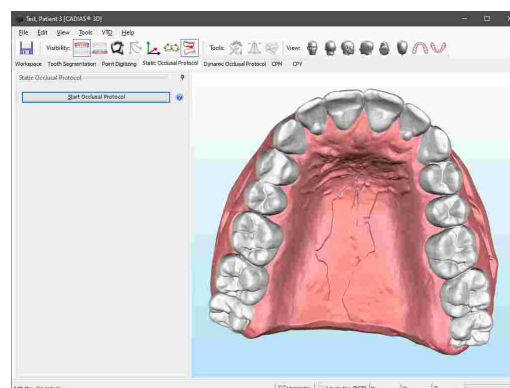 Test, Patient 3 [CADIAS® 3D]
File Edit View Tools VTO Help
Visibility: Tools: View:
Workspace Tooth Segmentation Point Digitizing Static Occlusal Protocol Dynamic Occlusal Protocol CPM CPV
Static Occlusal Protocol
Start Occlusal Protocol